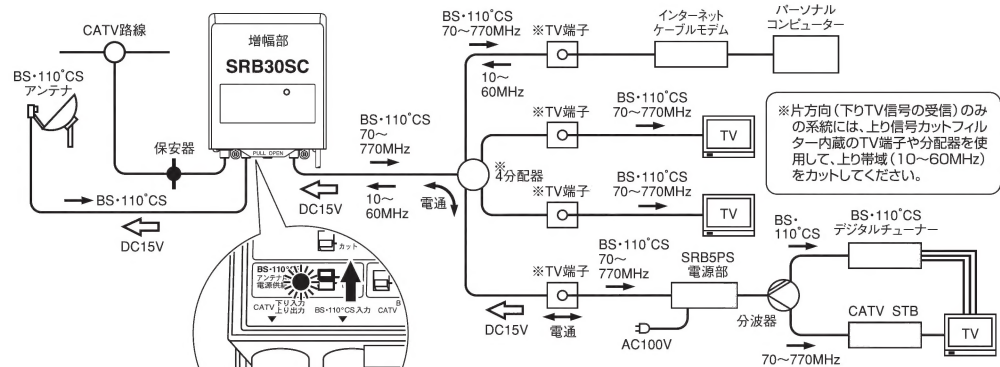 CATV路線
BS・110°CS
アンテナ
保安器
BS・110°CS
DC15V
増幅部
SRB30SC
PULL OPEN
BS・110°CS
70～
770MHz
DC15V
10～
60MHz
電通
※
4分配器
カット
電源供給
CATV
下り入力
上り出力
BS・110°CS入力
CATV
BS・110°CS
70～770MHz
10～
60MHz
※TV端子
インターネット
ケーブルモデム
パーソナル
コンピューター
※TV端子
BS・110°CS
70～770MHz
TV
※TV端子
BS・110°CS
70～770MHz
TV
※片方向（下りTV信号の受信）のみ
の系統には、上り信号カットフィル
ター内蔵のTV端子や分配器を使
用して、上り帯域（10～60MHz）
をカットしてください。
※TV端子
DC15V
電通
BS・110°CS
70～
770MHz
SRB5PS
電源部
AC100V
分波器
BS・
110°CS
BS・110°CS
デジタルチューナー
CATV STB
70～770MHz
TV